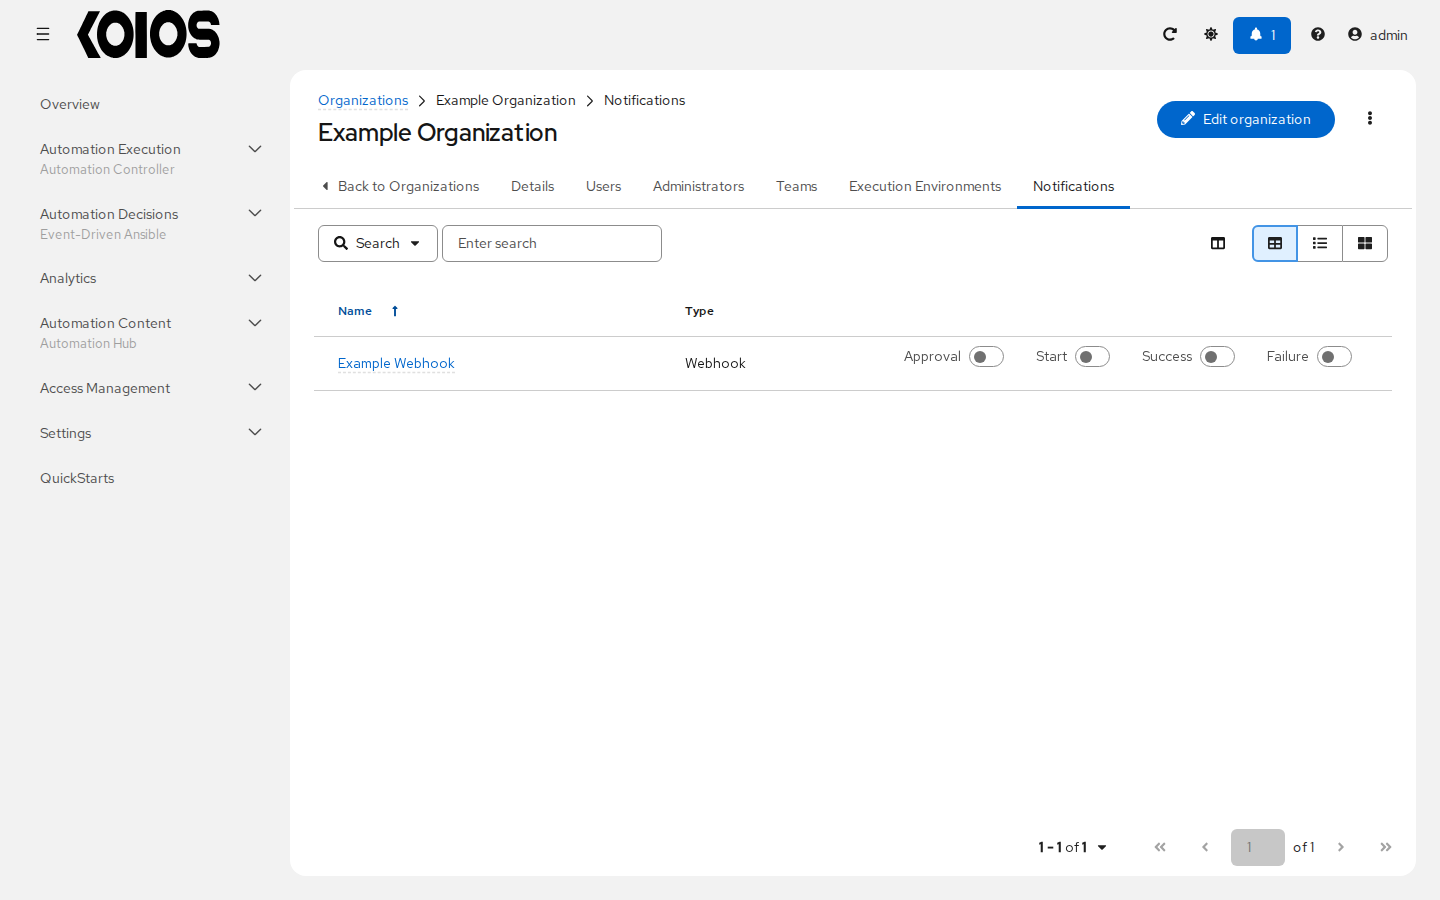 KOIOS
1
admin
Overview
Automation Execution
Automation Controller
Automation Decisions
Event-Driven Ansible
Analytics
Automation Content
Automation Hub
Access Management
Settings
QuickStarts
Organizations > Example Organization > Notifications
Example Organization
Edit organization
Back to Organizations Details Users Administrators Teams Execution Environments Notifications
Search Enter search
Name Type
Example Webhook Webhook Approval Start Success Failure
1 - 1 of 1 1 of 1